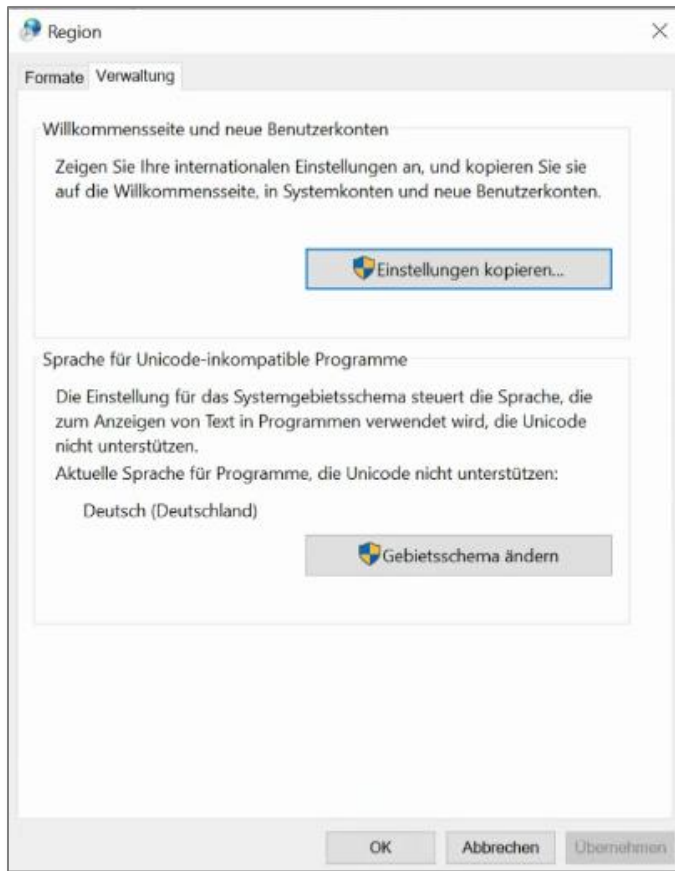 Region
Formate Verwaltung
Willkommensseite und neue Benutzerkonten
Zeigen Sie Ihre internationalen Einstellungen an, und kopieren Sie sie
auf die Willkommensseite, in Systemkonten und neue Benutzerkonten.
Einstellungen kopieren...
Sprache für Unicode-inkompatible Programme
Die Einstellung für das Systemgebietsschema steuert die Sprache, die
zum Anzeigen von Text in Programmen verwendet wird, die Unicode
nicht unterstützen.
Aktuelle Sprache für Programme, die Unicode nicht unterstützen:
Deutsch (Deutschland)
Gebietsschema ändern
OK Abbrechen Übernehmen